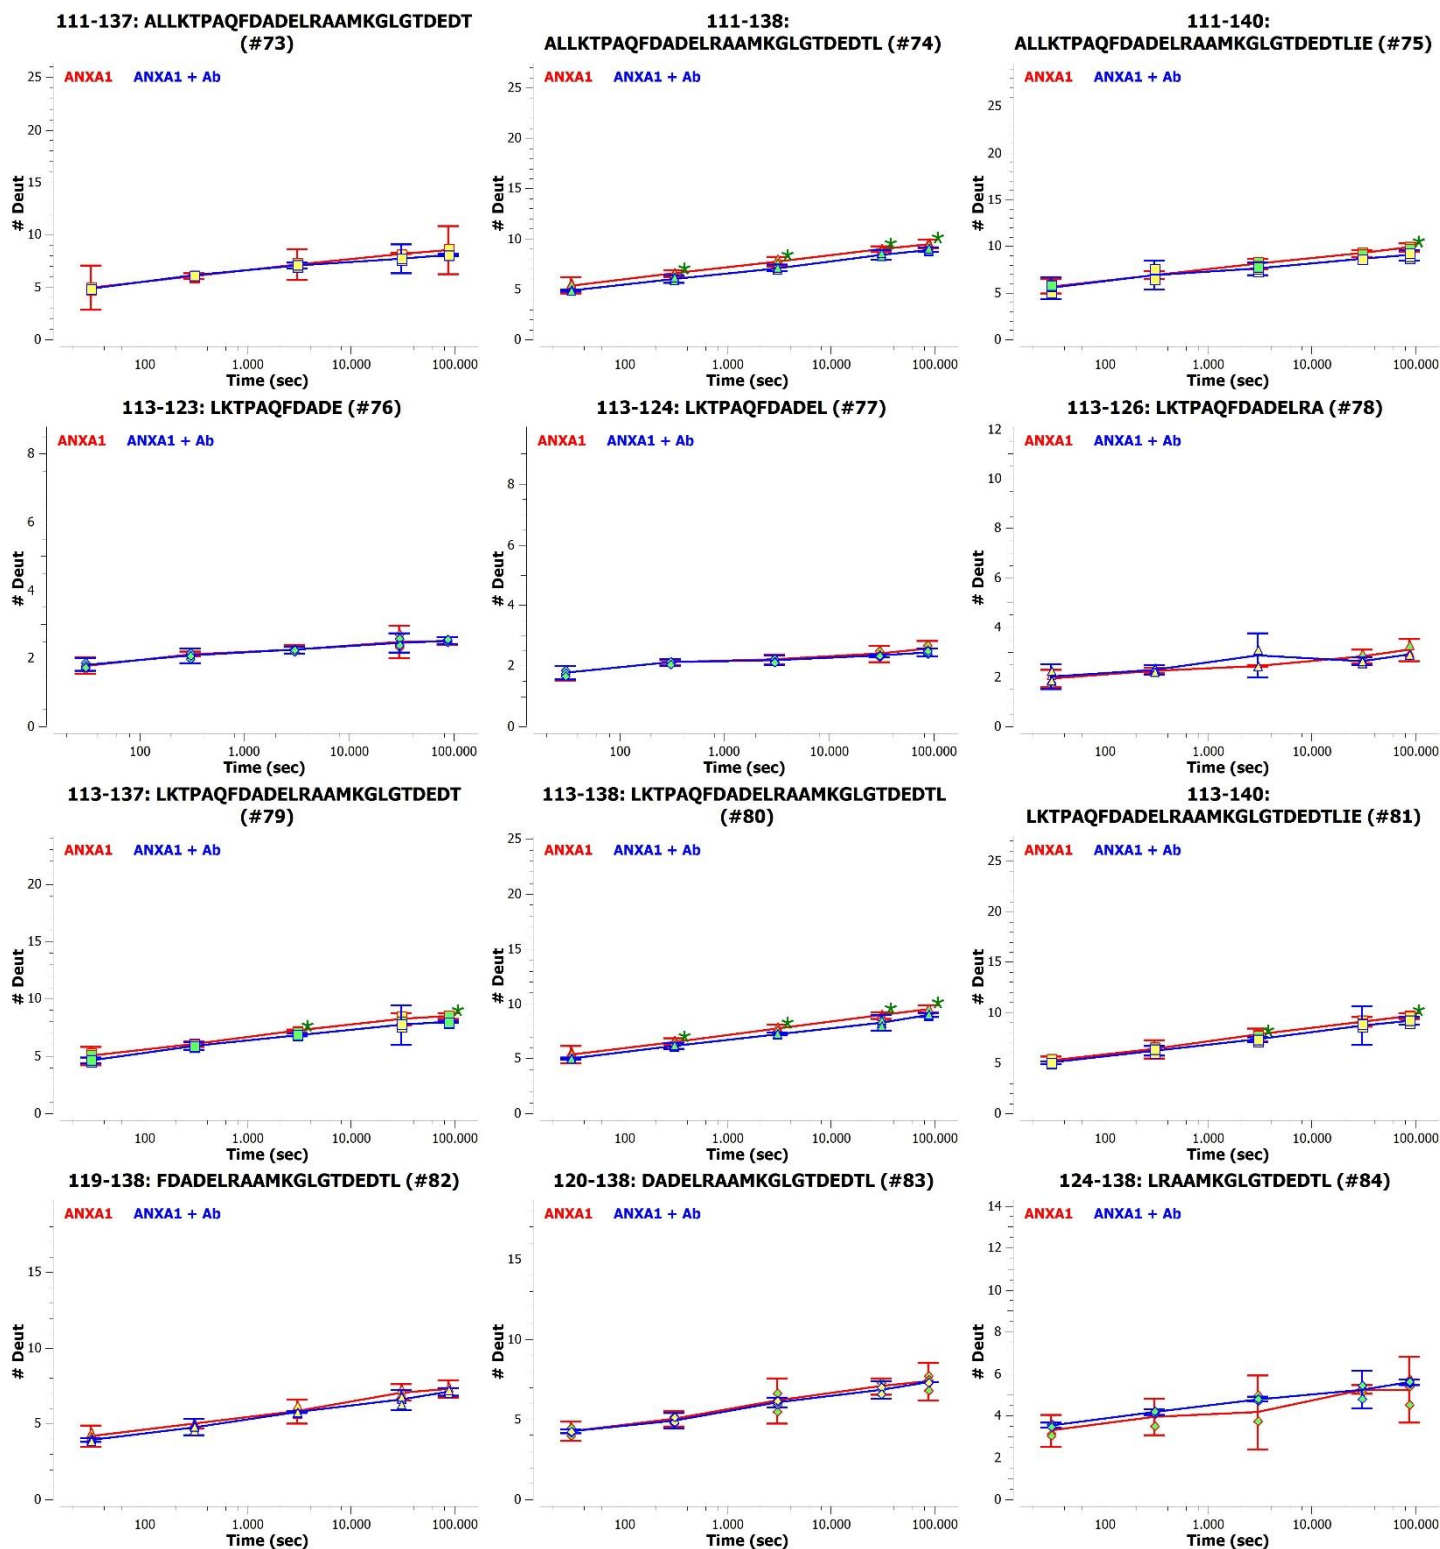 111-137: ALLKTPAQFDADELRAAMKGLGTDEDT
(#73)
ANXA1 ANXA1 + Ab
# Deut
25
20
15
10
5
0
100 1.000 10.000 100.000
Time (sec)
111-138:
ALLKTPAQFDADELRAAMKGLGTDEDTL (#74)
ANXA1 ANXA1 + Ab
# Deut
25
20
15
10
5
0
100 1.000 10.000 100.000
Time (sec)
111-140:
ALLKTPAQFDADELRAAMKGLGTDEDTLIE (#75)
ANXA1 ANXA1 + Ab
# Deut
25
20
15
10
5
0
100 1.000 10.000 100.000
Time (sec)
113-123: LKTPAQFDADE (#76)
ANXA1 ANXA1 + Ab
# Deut
8
6
4
2
0
100 1.000 10.000 100.000
Time (sec)
113-124: LKTPAQFDADEL (#77)
ANXA1 ANXA1 + Ab
# Deut
8
6
4
2
0
100 1.000 10.000 100.000
Time (sec)
113-126: LKTPAQFDADELRA (#78)
ANXA1 ANXA1 + Ab
# Deut
12
10
8
6
4
2
0
100 1.000 10.000 100.000
Time (sec)
113-137: LKTPAQFDADELRAAMKGLGTDEDT
(#79)
ANXA1 ANXA1 + Ab
# Deut
20
15
10
5
0
100 1.000 10.000 100.000
Time (sec)
113-138: LKTPAQFDADELRAAMKGLGTDEDTL
(#80)
ANXA1 ANXA1 + Ab
# Deut
25
20
15
10
5
0
100 1.000 10.000 100.000
Time (sec)
113-140:
LKTPAQFDADELRAAMKGLGTDEDTLIE (#81)
ANXA1 ANXA1 + Ab
# Deut
25
20
15
10
5
0
100 1.000 10.000 100.000
Time (sec)
119-138: FDADELRAAMKGLGTDEDTL (#82)
ANXA1 ANXA1 + Ab
# Deut
15
10
5
0
100 1.000 10.000 100.000
Time (sec)
120-138: DADELRAAMKGLGTDEDTL (#83)
ANXA1 ANXA1 + Ab
# Deut
15
10
5
0
100 1.000 10.000 100.000
Time (sec)
124-138: LRAAMKGLGTDEDTL (#84)
ANXA1 ANXA1 + Ab
# Deut
14
12
10
8
6
4
2
0
100 1.000 10.000 100.000
Time (sec)